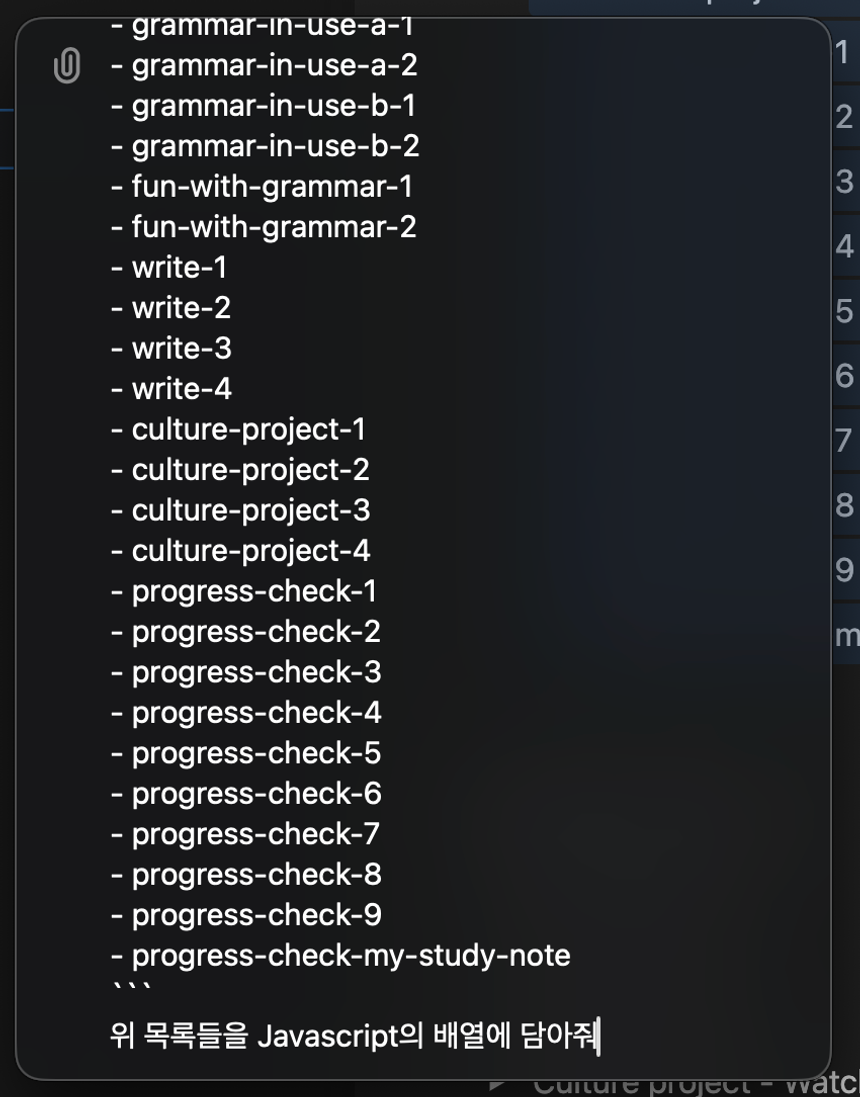 - grammar-in-use-a-1
- grammar-in-use-a-2
- grammar-in-use-b-1
- grammar-in-use-b-2
- fun-with-grammar-1
- fun-with-grammar-2
- write-1
- write-2
- write-3
- write-4
- culture-project-1
- culture-project-2
- culture-project-3
- culture-project-4
- progress-check-1
- progress-check-2
- progress-check-3
- progress-check-4
- progress-check-5
- progress-check-6
- progress-check-7
- progress-check-8
- progress-check-9
- progress-check-my-study-note
```
위 목록들을 Javascript의 배열에 담아줘
1
2
3
4
5
6
7
8
9
m
Culture project - Watch